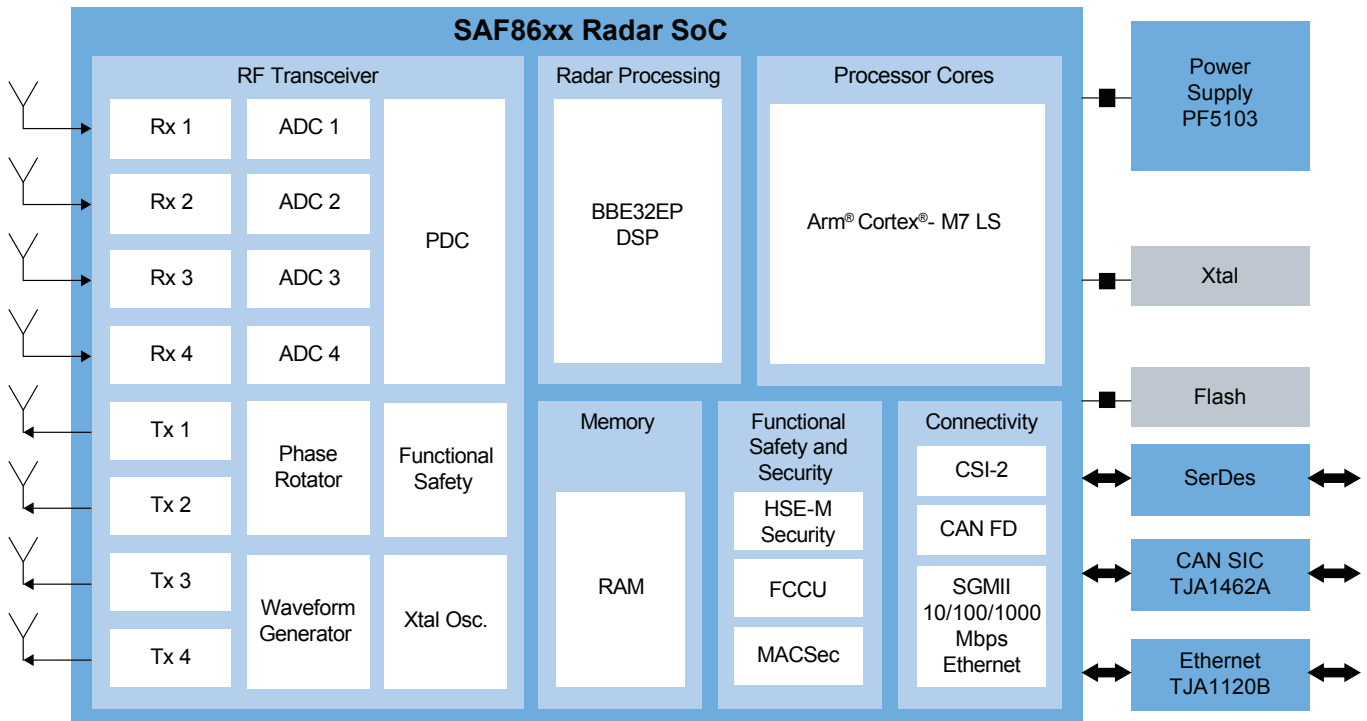 SAF86xx Radar SoC
RF Transceiver
Rx 1
ADC 1
Rx 2
ADC 2
Rx 3
ADC 3
Rx 4
ADC 4
PDC
Tx 1
Tx 2
Tx 3
Tx 4
Phase
Rotator
Functional
Safety
Waveform
Generator
Xtal Osc.
Radar Processing
BBE32EP
DSP
Processor Cores
Arm® Cortex®- M7 LS
Memory
RAM
Functional
Safety and
Security
HSE-M
Security
FCCU
MACSec
Connectivity
CSI-2
CAN FD
SGMII
10/100/1000
Mbps
Ethernet
Power
Supply
PF5103
Xtal
Flash
SerDes
CAN SIC
TJA1462A
Ethernet
TJA1120B